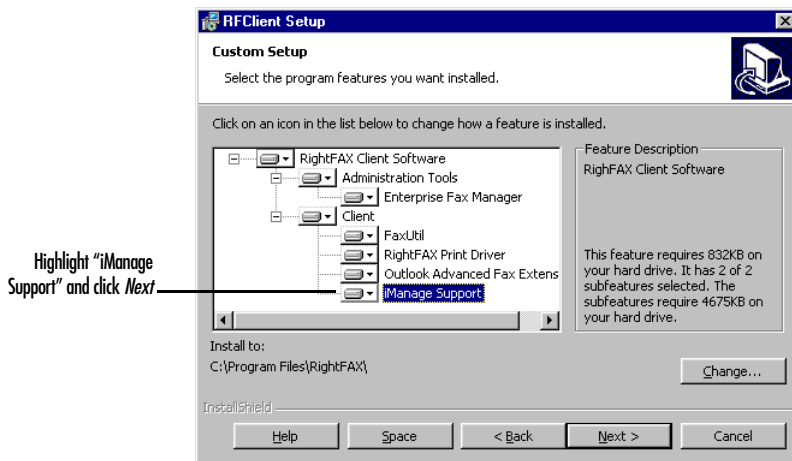 RFClient Setup
Custom Setup
Select the program features you want installed.
Click on an icon in the list below to change how a feature is installed.
RightFAX Client Software
Administration Tools
Enterprise Fax Manager
Client
FaxUtil
RightFAX Print Driver
Outlook Advanced Fax Extens
iManage Support
Feature Description
RighFAX Client Software
This feature requires 832KB on
your hard drive. It has 2 of 2
subfeatures selected. The
subfeatures require 4675KB on
your hard drive.
Highlight “iManage
Support” and click Next
Install to:
C:\Program Files\RightFAX\
Change...
InstallShield
Help
Space
< Back
Next >
Cancel